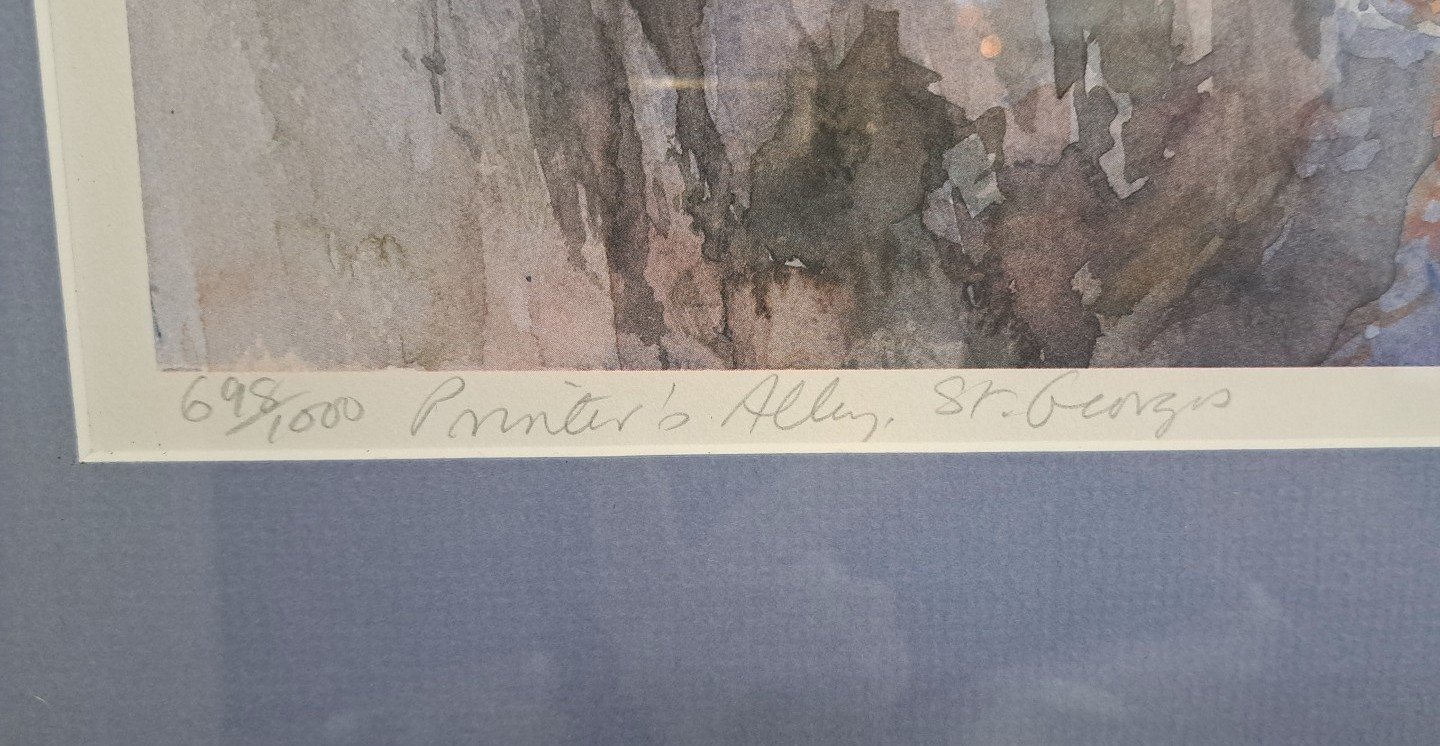 698/1000 Printer's Alley, St. Georges